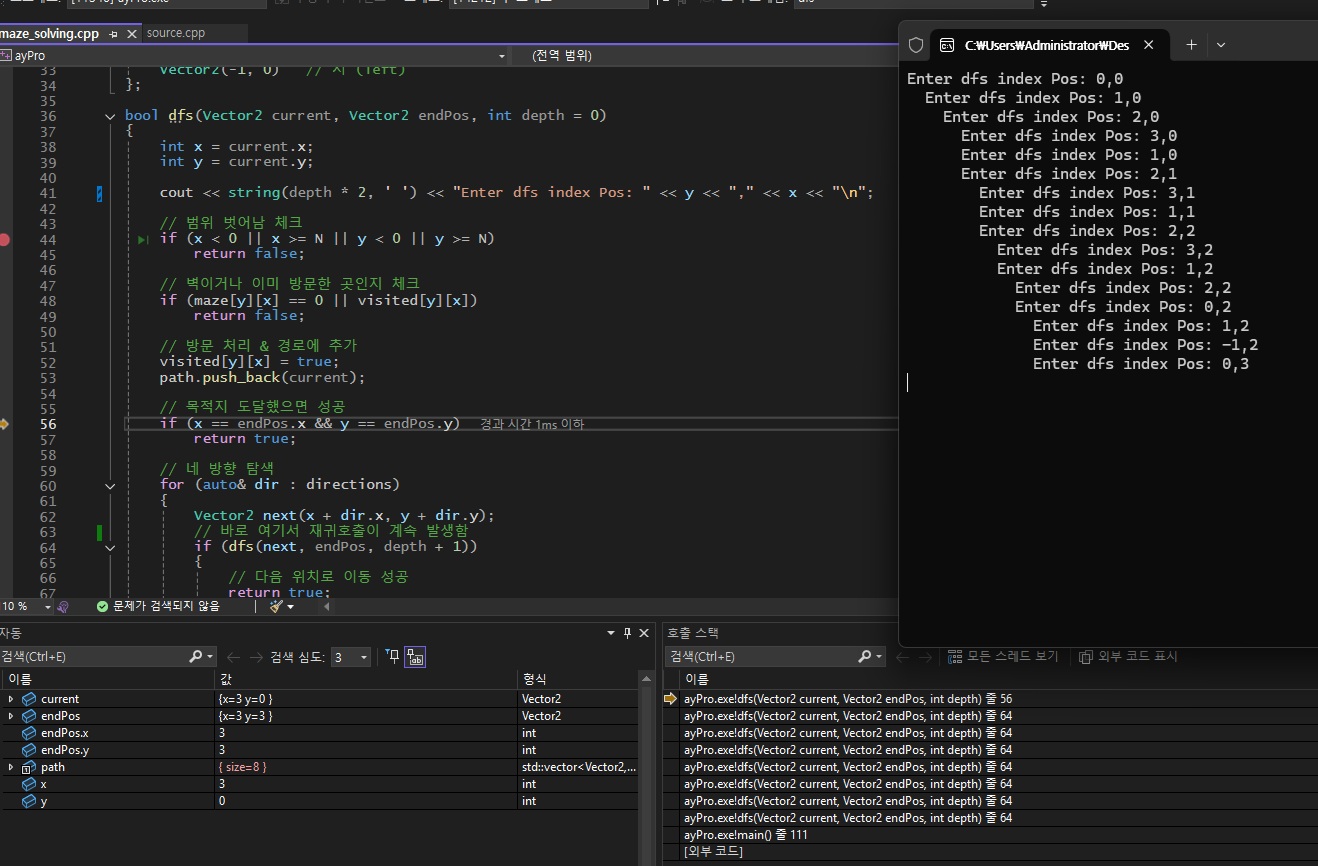 maze_solving.cpp
source.cpp
ayPro
(전역 범위)
33 Vector2(-1, 0) // 서 (left)
34 };
35
36 bool dfs(Vector2 current, Vector2 endPos, int depth = 0)
37 {
38 int x = current.x;
39 int y = current.y;
40
41 cout << string(depth * 2, ' ') << "Enter dfs index Pos: " << y << "," << x << "\n";
42
43 // 범위 벗어남 체크
44 if (x < 0 || x >= N || y < 0 || y >= N)
45 return false;
46
47 // 벽이거나 이미 방문한 곳인지 체크
48 if (maze[y][x] == 0 || visited[y][x])
49 return false;
50
51 // 방문 처리 & 경로에 추가
52 visited[y][x] = true;
53 path.push_back(current);
54
55 // 목적지 도달했으면 성공
56 if (x == endPos.x && y == endPos.y) 경과 시간 1ms 이하
57 return true;
58
59 // 네 방향 탐색
60 for (auto& dir : directions)
61 {
62 Vector2 next(x + dir.x, y + dir.y);
63 // 바로 여기서 재귀호출이 계속 발생함
64 if (dfs(next, endPos, depth + 1))
65 {
66 // 다음 위치로 이동 성공
67 return true;
10 %
문제가 검색되지 않음
C:₩Users₩Administrator₩Des
Enter dfs index Pos: 0,0
Enter dfs index Pos: 1,0
Enter dfs index Pos: 2,0
Enter dfs index Pos: 3,0
Enter dfs index Pos: 1,0
Enter dfs index Pos: 2,1
Enter dfs index Pos: 3,1
Enter dfs index Pos: 1,1
Enter dfs index Pos: 2,2
Enter dfs index Pos: 3,2
Enter dfs index Pos: 1,2
Enter dfs index Pos: 2,2
Enter dfs index Pos: 0,2
Enter dfs index Pos: 1,2
Enter dfs index Pos: -1,2
Enter dfs index Pos: 0,3
자동
검색(Ctrl+E)
검색 심도: 3
이름 값 형식
current {x=3 y=0 } Vector2
endPos {x=3 y=3 } Vector2
endPos.x 3 int
endPos.y 3 int
path { size=8 } std::vector<Vector2,...
x 3 int
y 0 int
호출 스택
검색(Ctrl+E)
모든 스레드 보기
외부 코드 표시
이름
ayPro.exe!dfs(Vector2 current, Vector2 endPos, int depth) 줄 56
ayPro.exe!dfs(Vector2 current, Vector2 endPos, int depth) 줄 64
ayPro.exe!dfs(Vector2 current, Vector2 endPos, int depth) 줄 64
ayPro.exe!dfs(Vector2 current, Vector2 endPos, int depth) 줄 64
ayPro.exe!dfs(Vector2 current, Vector2 endPos, int depth) 줄 64
ayPro.exe!dfs(Vector2 current, Vector2 endPos, int depth) 줄 64
ayPro.exe!dfs(Vector2 current, Vector2 endPos, int depth) 줄 64
ayPro.exe!dfs(Vector2 current, Vector2 endPos, int depth) 줄 64
ayPro.exe!main() 줄 111
[외부 코드]